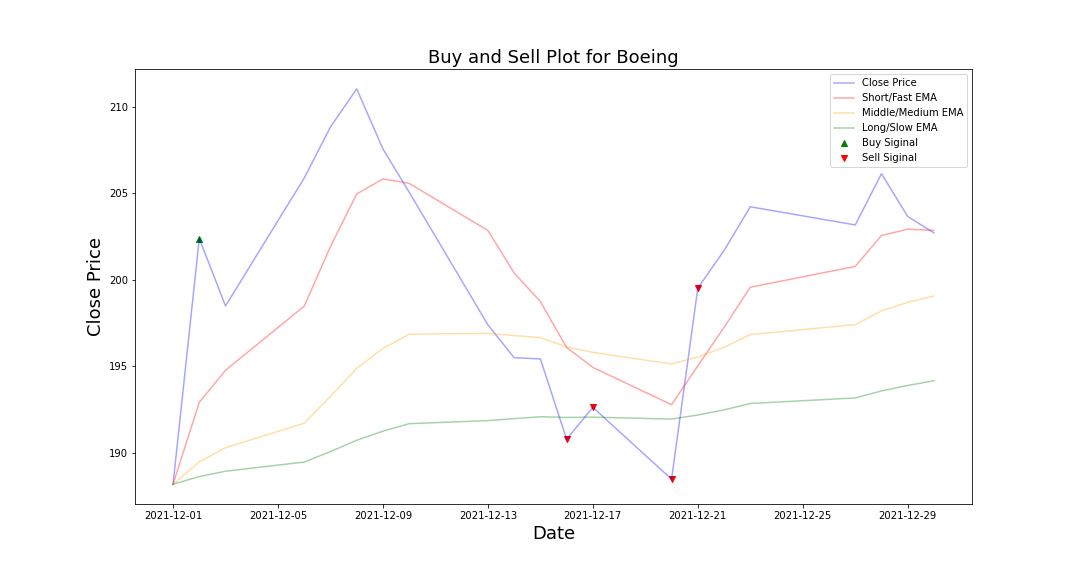 Buy and Sell Plot for Boeing
Close Price
Short/Fast EMA
Middle/Medium EMA
Long/Slow EMA
Buy Siginal
Sell Siginal
210
205
200
195
190
Close Price
2021-12-01 2021-12-05 2021-12-09 2021-12-13 2021-12-17 2021-12-21 2021-12-25 2021-12-29
Date